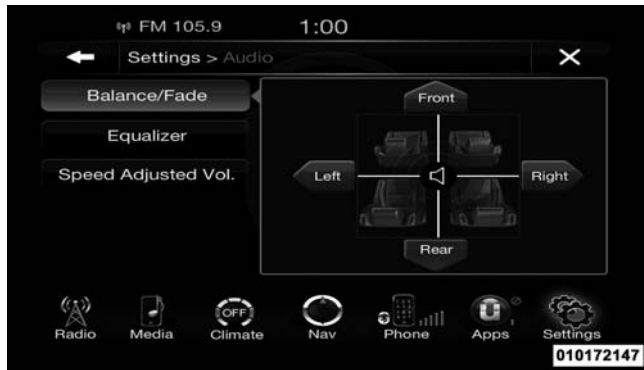 FM 105.9 1:00
Settings > Audio
Balance/Fade
Equalizer
Speed Adjusted Vol.
Front
Left Right
Rear
OFF
Radio Media Climate Nav Phone Apps Settings
010172147